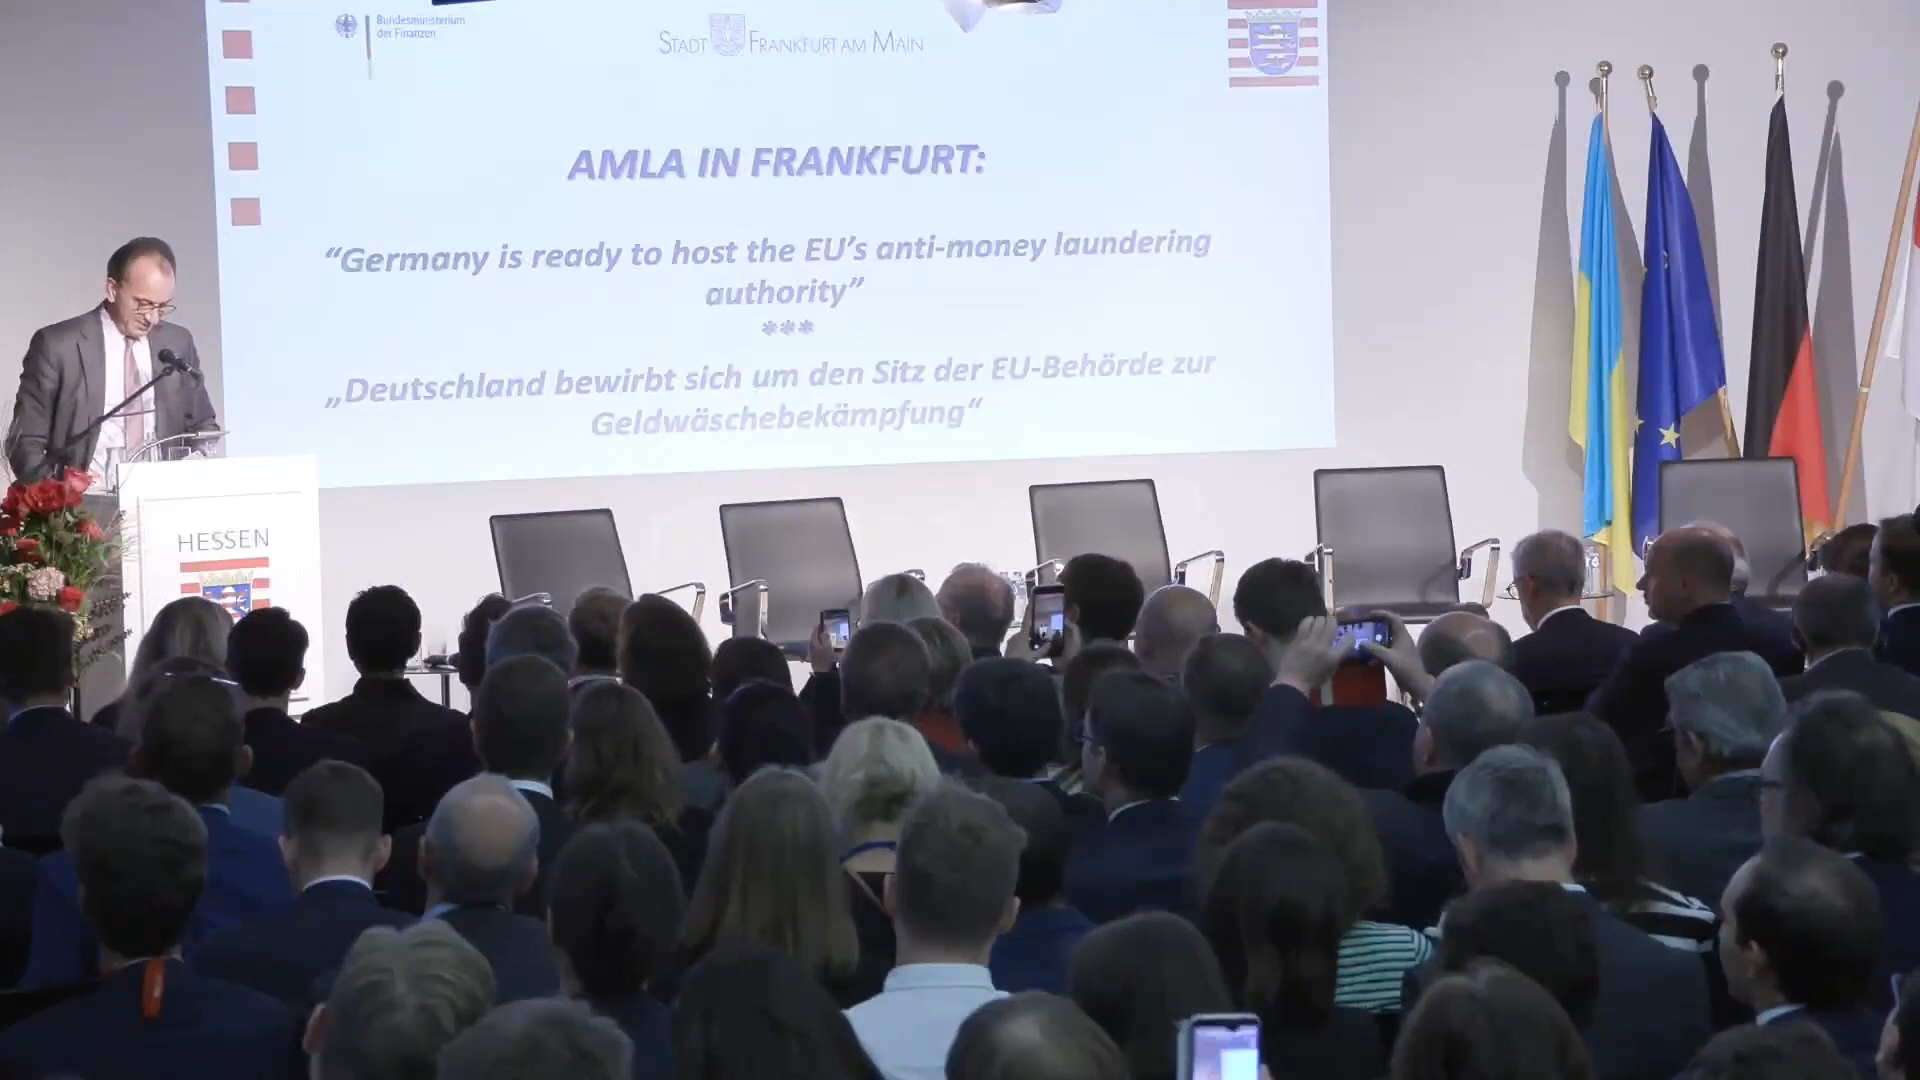 Bundesministerium
der Finanzen
STADT FRANKFURT AM MAIN
AMLA IN FRANKFURT:
“Germany is ready to host the EU’s anti-money laundering
authority”
***
„Deutschland bewirbt sich um den Sitz der EU-Behörde zur
Geldwäschebekämpfung“
HESSEN